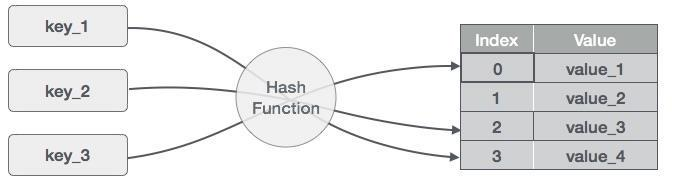 key_1
key_2
key_3
Hash
Function
Index Value
0 value_1
1 value_2
2 value_3
3 value_4